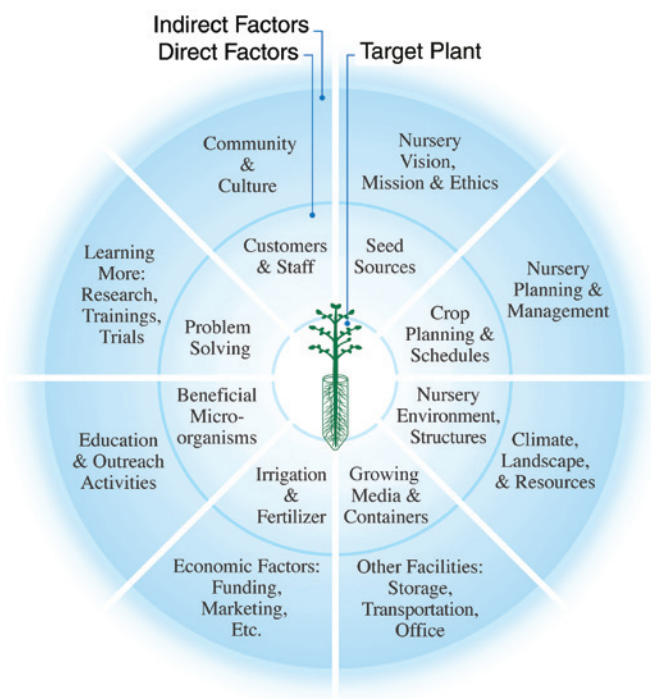 Indirect Factors
Direct Factors
Target Plant
Community
&
Culture
Nursery
Vision,
Mission & Ethics
Learning
More:
Research,
Trainings,
Trials
Customers
& Staff
Seed
Sources
Nursery
Planning &
Management
Problem
Solving
Crop
Planning &
Schedules
Beneficial
Micro-
organisms
Nursery
Environment,
Structures
Education
& Outreach
Activities
Climate,
Landscape,
& Resources
Irrigation
&
Fertilizer
Growing
Media &
Containers
Economic Factors:
Funding,
Marketing,
Etc.
Other Facilities:
Storage,
Transportation,
Office